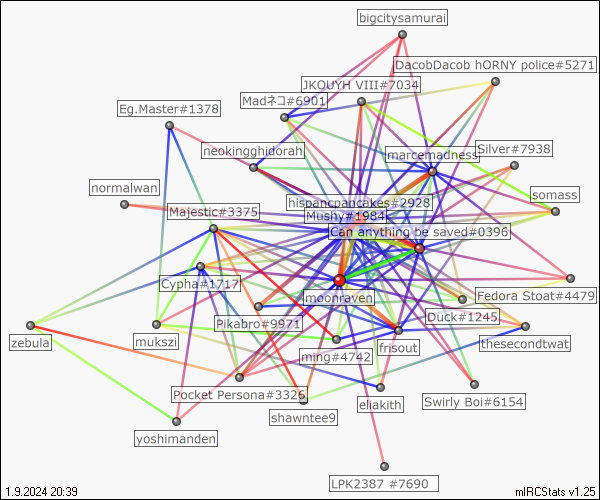 bigcitysamurai
DacobDacob hORNY police#5271
JKOUYH VIII#7034
Madネコ#6901
Eg.Master#1378
neokingghidorah
marcemadness
Silver#7938
normalwan
somass
hispancpancakes#2928
Majestic#3375
Mushy#1984
Can anything be saved#0396
Cypha#1717
moonraven
Fedora Stoat#4479
Pikabro#9971
Duck#1245
zebula
mukszi
ming#4742
frisout
thesecondtwat
Pocket Persona#3326
shawntee9
eliakith
Swirly Boi#6154
yoshimanden
LPK2387 #7690
1.9.2024 20:39
mIRCStats v1.25